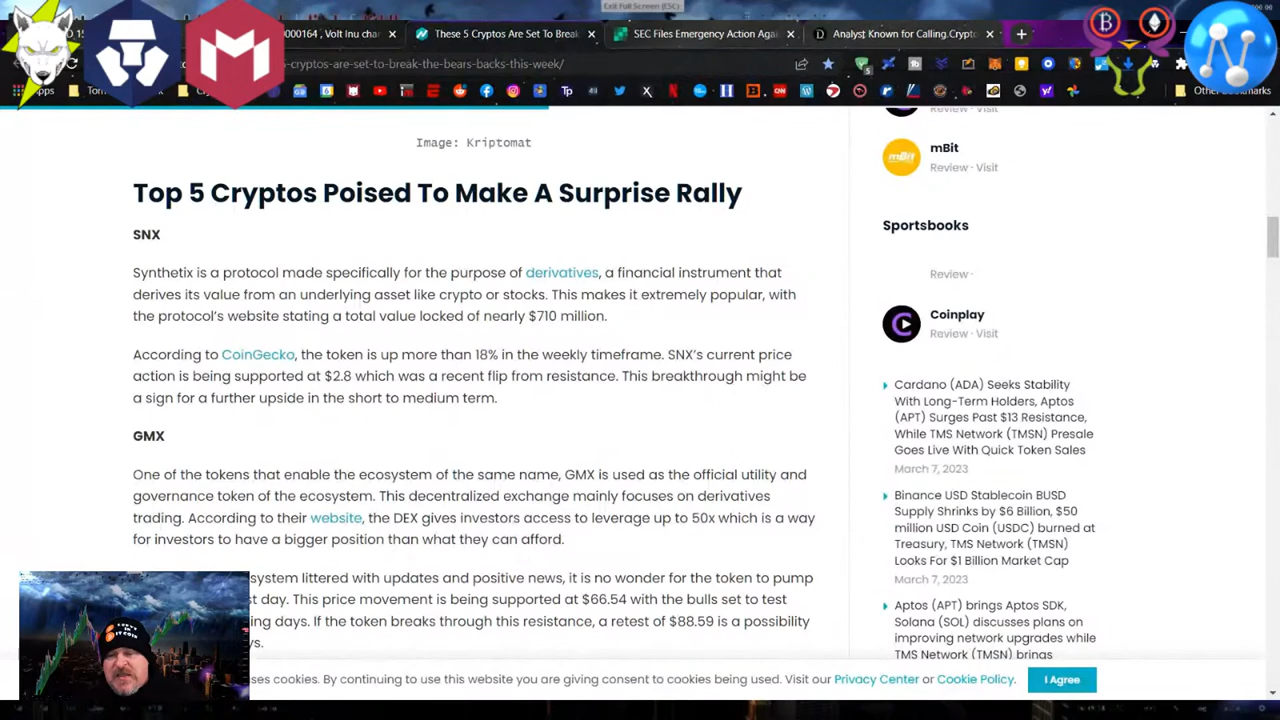 Exit Full Screen (ESC)
0000164 , Volt Inu chan
These 5 Cryptos Are Set To Break
SEC Files Emergency Action Again
Analyst Known for Calling Crypto
-cryptos-are-set-to-break-the-bears-backs-this-week/
Other Bookmarks
Image: Kriptomat
Top 5 Cryptos Poised To Make A Surprise Rally
SNX
Synthetix is a protocol made specifically for the purpose of derivatives, a financial instrument that
derives its value from an underlying asset like crypto or stocks. This makes it extremely popular, with
the protocol's website stating a total value locked of nearly $710 million.
According to CoinGecko, the token is up more than 18% in the weekly timeframe. SNX's current price
action is being supported at $2.8 which was a recent flip from resistance. This breakthrough might be
a sign for a further upside in the short to medium term.
GMX
One of the tokens that enable the ecosystem of the same name, GMX is used as the official utility and
governance token of the ecosystem. This decentralized exchange mainly focuses on derivatives
trading. According to their website, the DEX gives investors access to leverage up to 50x which is a way
for investors to have a bigger position than what they can afford.
system littered with updates and positive news, it is no wonder for the token to pump
st day. This price movement is being supported at $66.54 with the bulls set to test
ing days. If the token breaks through this resistance, a retest of $88.59 is a possibility
ys.
Review · Visit
mBit
Review · Visit
Sportsbooks
Review ·
Coinplay
Review · Visit
Cardano (ADA) Seeks Stability
With Long-Term Holders, Aptos
(APT) Surges Past $13 Resistance,
While TMS Network (TMSN) Presale
Goes Live With Quick Token Sales
March 7, 2023
Binance USD Stablecoin BUSD
Supply Shrinks by $6 Billion, $50
million USD Coin (USDC) burned at
Treasury, TMS Network (TMSN)
Looks For $1 Billion Market Cap
March 7, 2023
Aptos (APT) brings Aptos SDK,
Solana (SOL) discusses plans on
improving network upgrades while
TMS Network (TMSN) brings
ses cookies. By continuing to use this website you are giving consent to cookies being used. Visit our Privacy Center or Cookie Policy.
I Agree